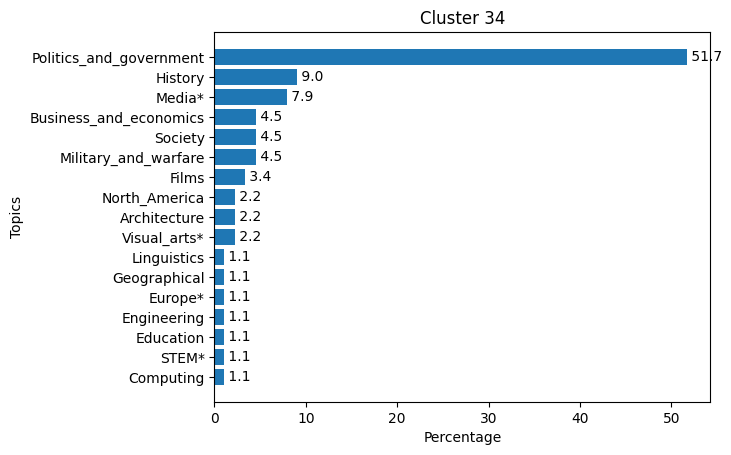 Cluster 34
Politics_and_government 51.7
History 9.0
Media* 7.9
Business_and_economics 4.5
Society 4.5
Military_and_warfare 4.5
Films 3.4
North_America 2.2
Architecture 2.2
Visual_arts* 2.2
Linguistics 1.1
Geographical 1.1
Europe* 1.1
Engineering 1.1
Education 1.1
STEM* 1.1
Computing 1.1
Topics
0 10 20 30 40 50
Percentage